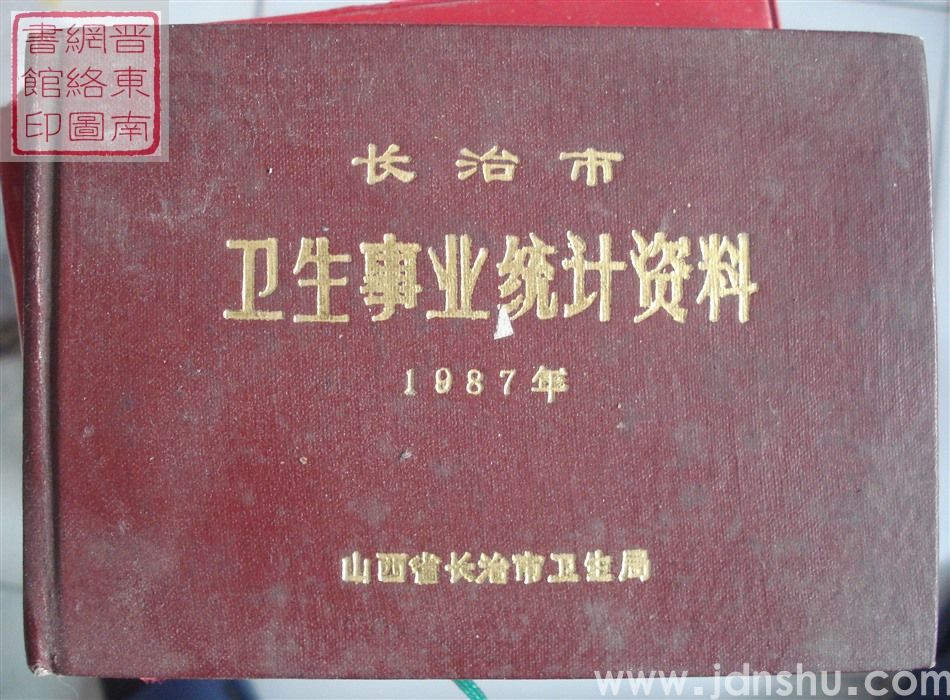 晋東南
網絡圖
書館印
长治市
卫生事业统计资料
1987年
山西省长治市卫生局
www.jdnshu.com